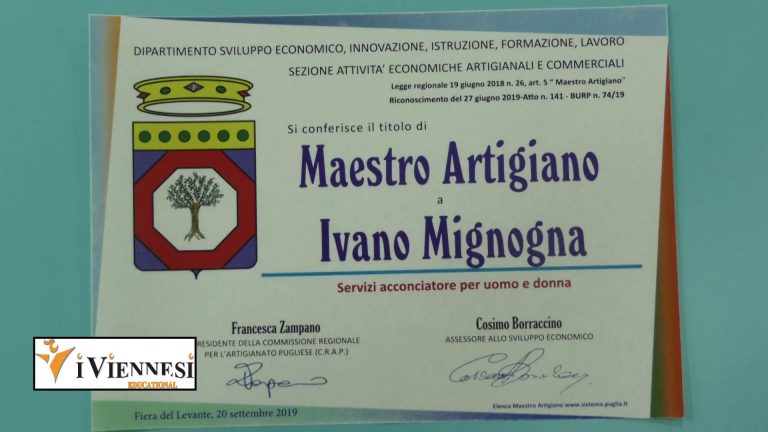 DIPARTIMENTO SVILUPPO ECONOMICO, INNOVAZIONE, ISTRUZIONE, FORMAZIONE, LAVORO
SEZIONE ATTIVITA' ECONOMICHE ARTIGIANALI E COMMERCIALI
Legge regionale 19 giugno 2018 n. 26, art. 5 " Maestro Artigiano"
Riconoscimento del 27 giugno 2019-Atto n. 141 - BURP n. 74/19
Si conferisce il titolo di
Maestro Artigiano
a
Ivano Mignogna
Servizi acconciatore per uomo e donna
Francesca Zampano
RESIDENTE DELLA COMMISSIONE REGIONALE
PER L'ARTIGIANATO PUGLIESE (C.R.A.P.)
Cosimo Borraccino
ASSESSORE ALLO SVILUPPO ECONOMICO
i Viennesi
EDUCATIONAL
Fiera del Levante, 20 settembre 2019
Elenco Maestro Artigiano www.sistema.puglia.it